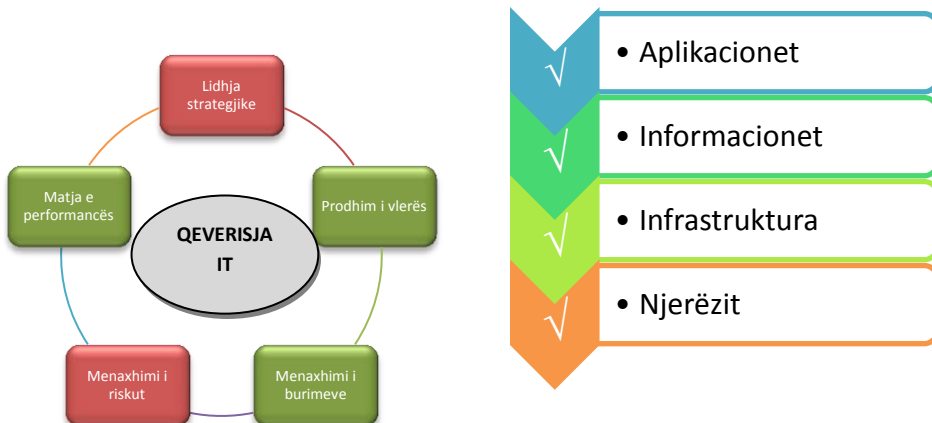 Lidhja
strategjike
Matja e
performancës
Prodhim i vlerës
QEVERISJA
IT
Menaxhimi i
riskut
Menaxhimi i
burimeve
√
• Aplikacionet
√
• Informacionet
√
• Infrastruktura
√
• Njerëzit